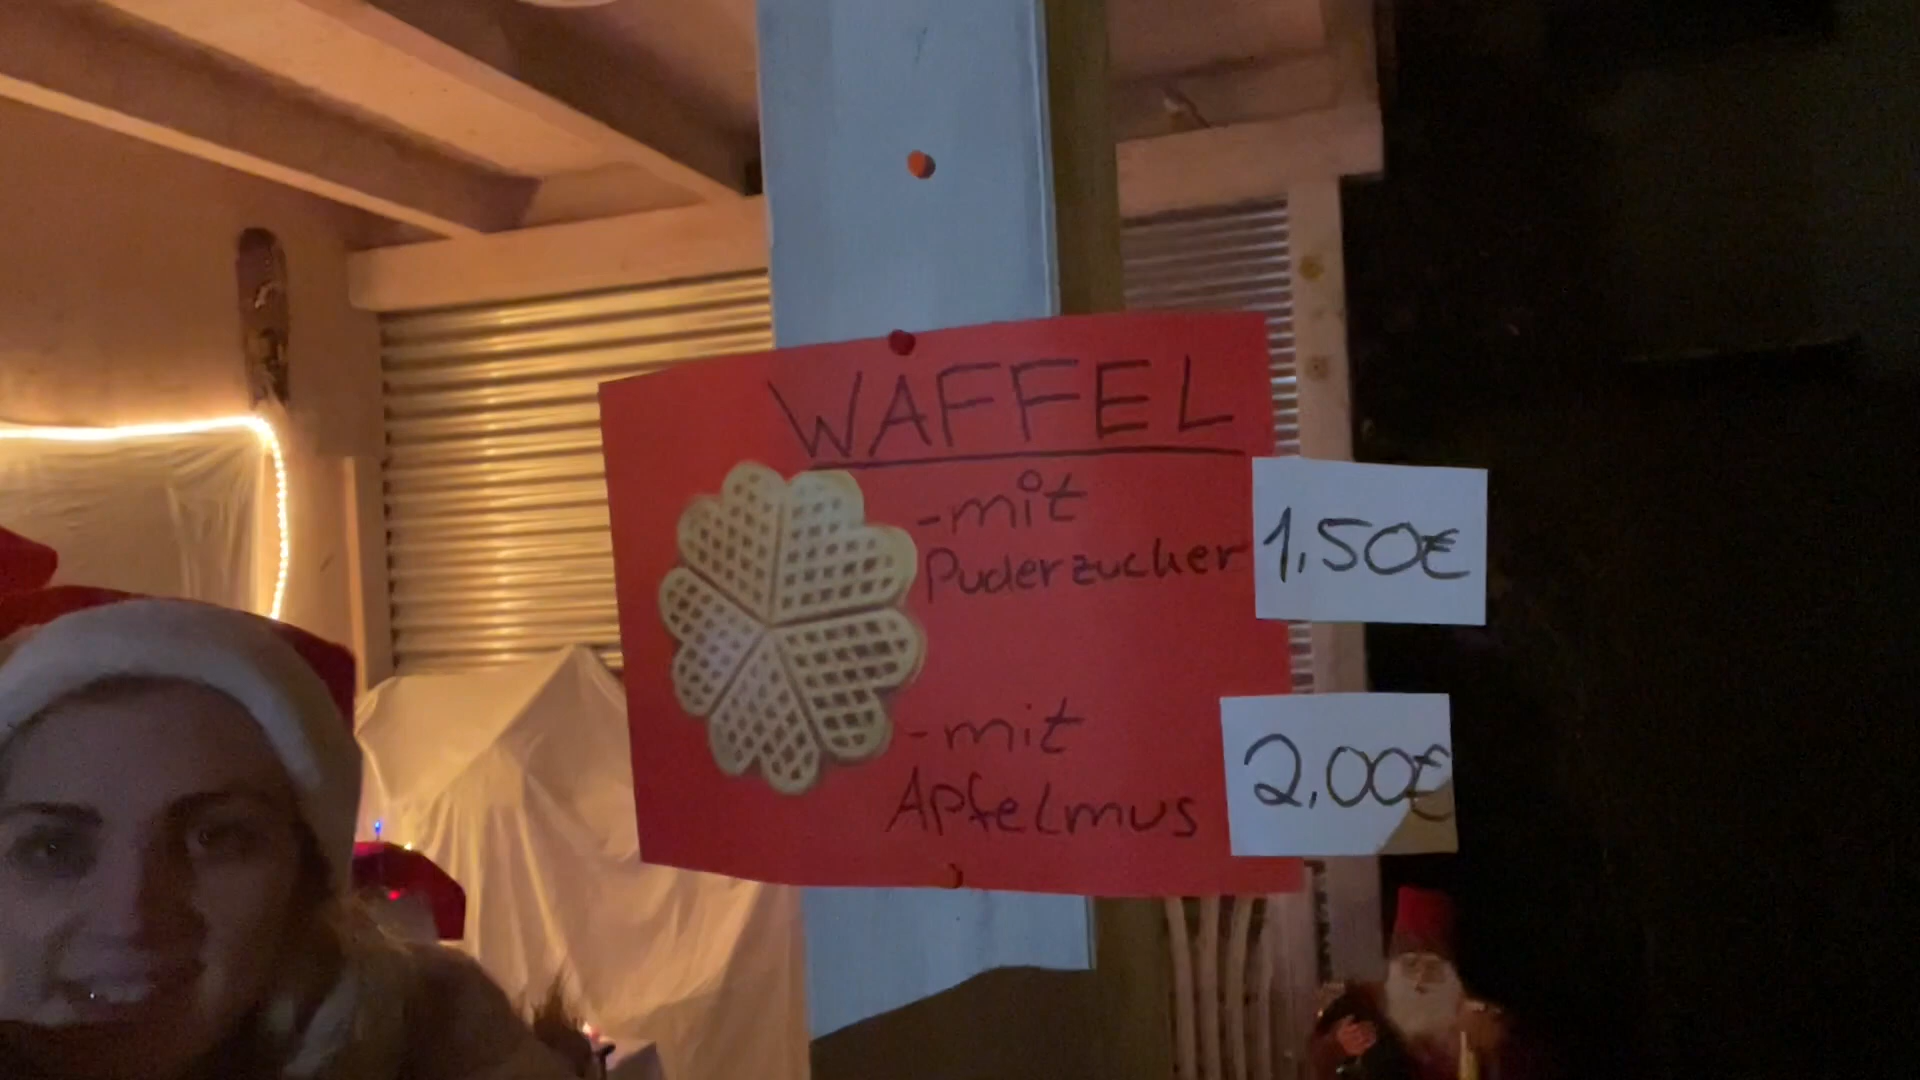 WAFFEL
-mit
Puderzucker 1,50€
-mit
Apfelmus 2,00€